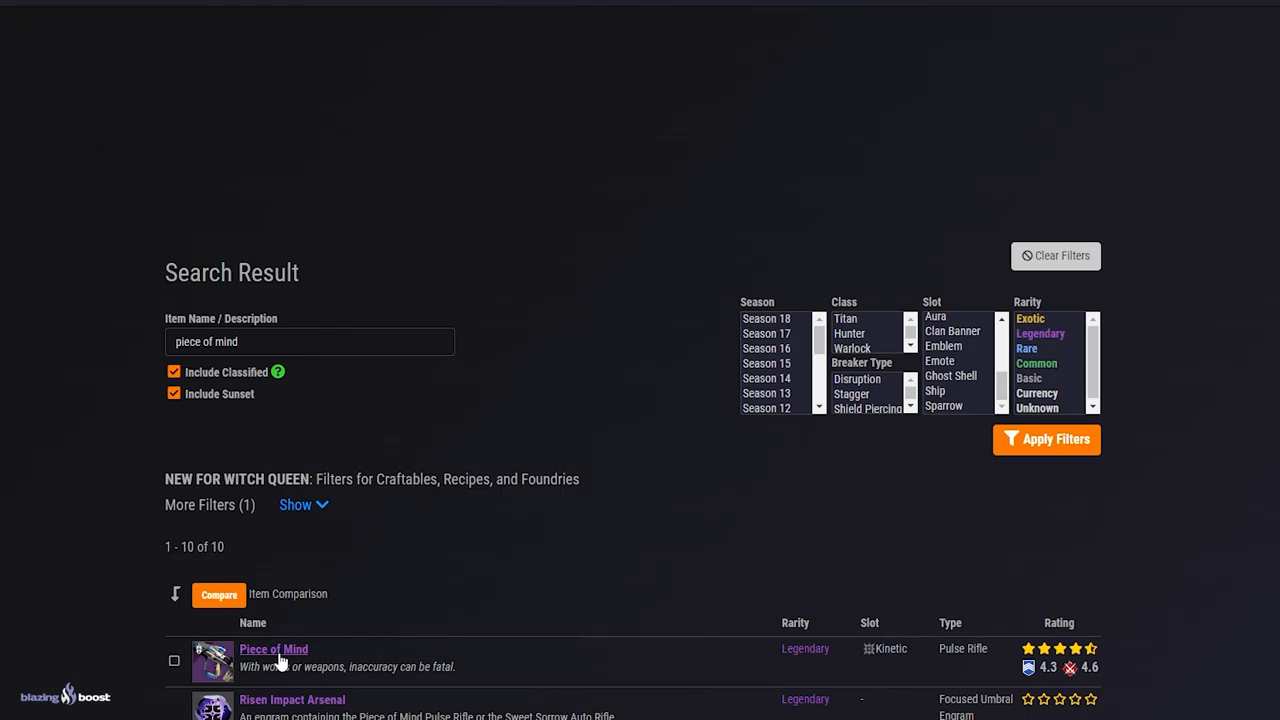 Clear Filters
Search Result
Season
Class
Slot
Rarity
Item Name / Description
piece of mind
Include Classified ?
Include Sunset
Season 18
Season 17
Season 16
Season 15
Season 14
Season 13
Season 12
Titan
Hunter
Warlock
Breaker Type
Disruption
Stagger
Shield Piercing
Aura
Clan Banner
Emblem
Emote
Ghost Shell
Ship
Sparrow
Exotic
Legendary
Rare
Common
Basic
Currency
Unknown
Apply Filters
NEW FOR WITCH QUEEN: Filters for Craftables, Recipes, and Foundries
More Filters (1) Show
1 - 10 of 10
Compare Item Comparison
Name Rarity Slot Type Rating
Piece of Mind Legendary Kinetic Pulse Rifle
With or weapons, inaccuracy can be fatal. 4.3 4.6
Risen Impact Arsenal Legendary - Focused Umbral
Engram
An engram containing the Piece of Mind Pulse Rifle or the Sweet Sorrow Auto Rifle
blazing boost